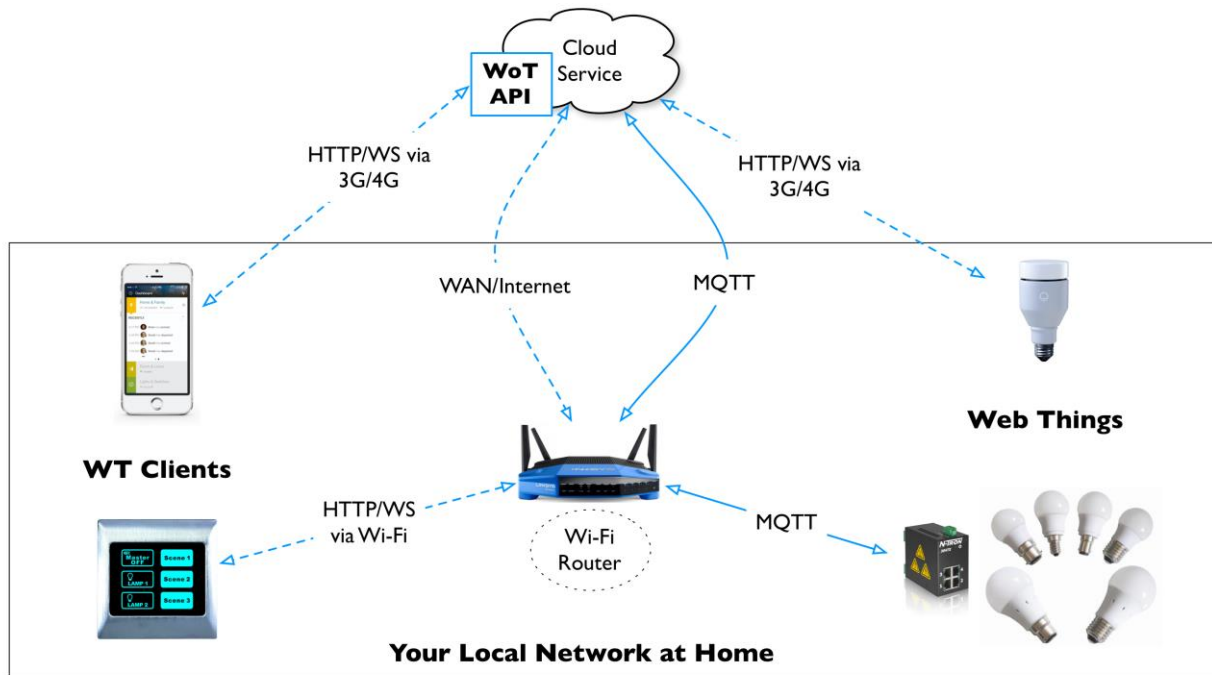 Cloud
Service
WoT
API
HTTP/WS via
3G/4G
HTTP/WS via
3G/4G
WAN/Internet
MQTT
WT Clients
Web Things
HTTP/WS
via Wi-Fi
Wi-Fi
Router
MQTT
Master
OFF
Scene 1
LAMP 1
Scene 2
LAMP 2
Scene 3
N-TRON
Your Local Network at Home